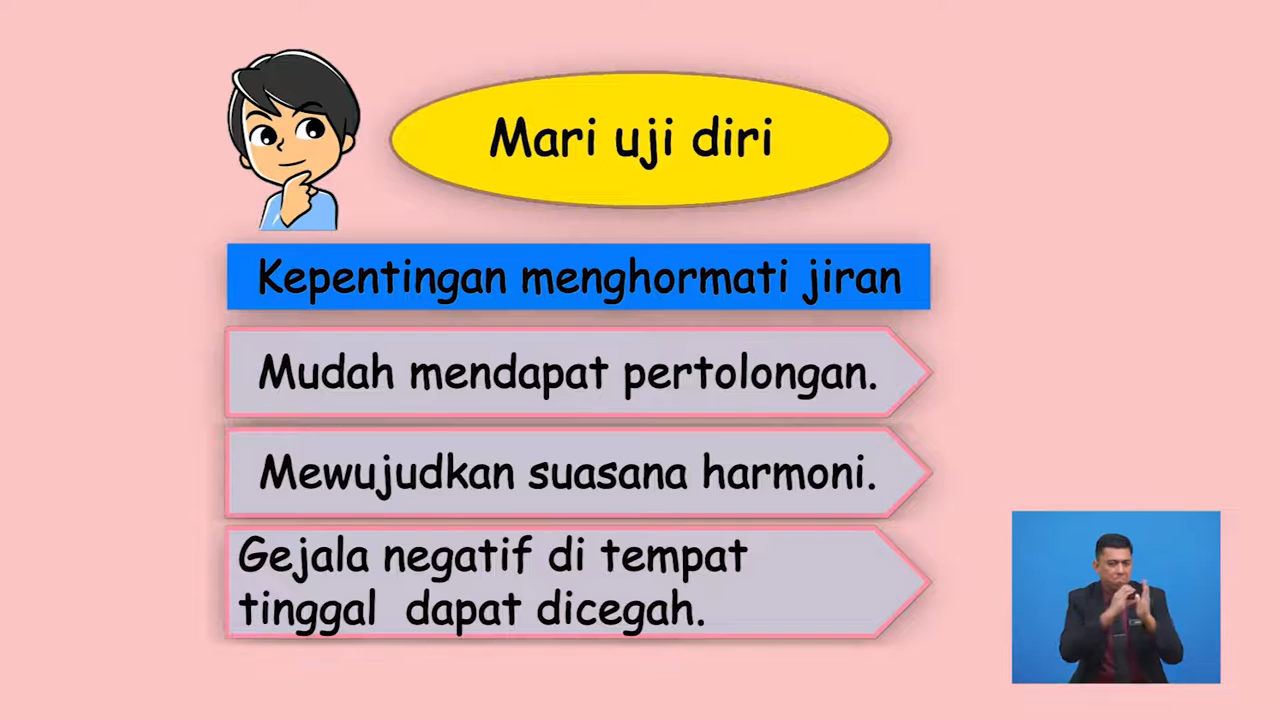 Mari uji diri
Kepentingan menghormati jiran
Mudah mendapat pertolongan.
Mewujudkan suasana harmoni.
Gejala negatif di tempat
tinggal dapat dicegah.